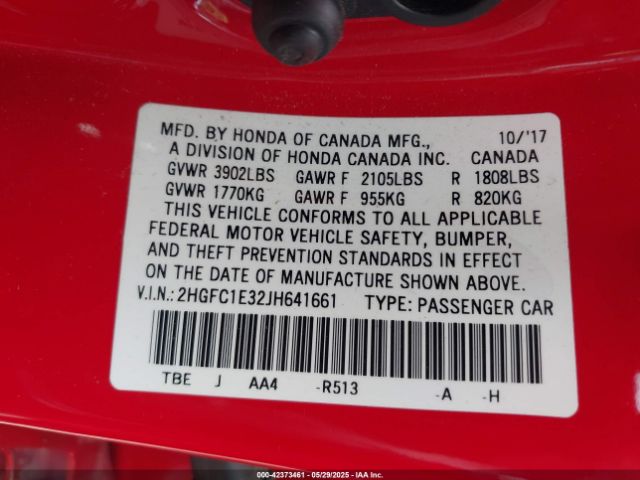 MFD. BY HONDA OF CANADA MFG., 10/'17
A DIVISION OF HONDA CANADA INC. CANADA
GVWR 3902LBS GAWR F 2105LBS R 1808LBS
GVWR 1770KG GAWR F 955KG R 820KG
THIS VEHICLE CONFORMS TO ALL APPLICABLE
FEDERAL MOTOR VEHICLE SAFETY, BUMPER,
AND THEFT PREVENTION STANDARDS IN EFFECT
ON THE DATE OF MANUFACTURE SHOWN ABOVE.
V.I.N.: 2HGFC1E32JH641661 TYPE: PASSENGER CAR
TBE J AA4 -R513 -A -H
00-42373461 - 05/29/2025 - IAA Inc.